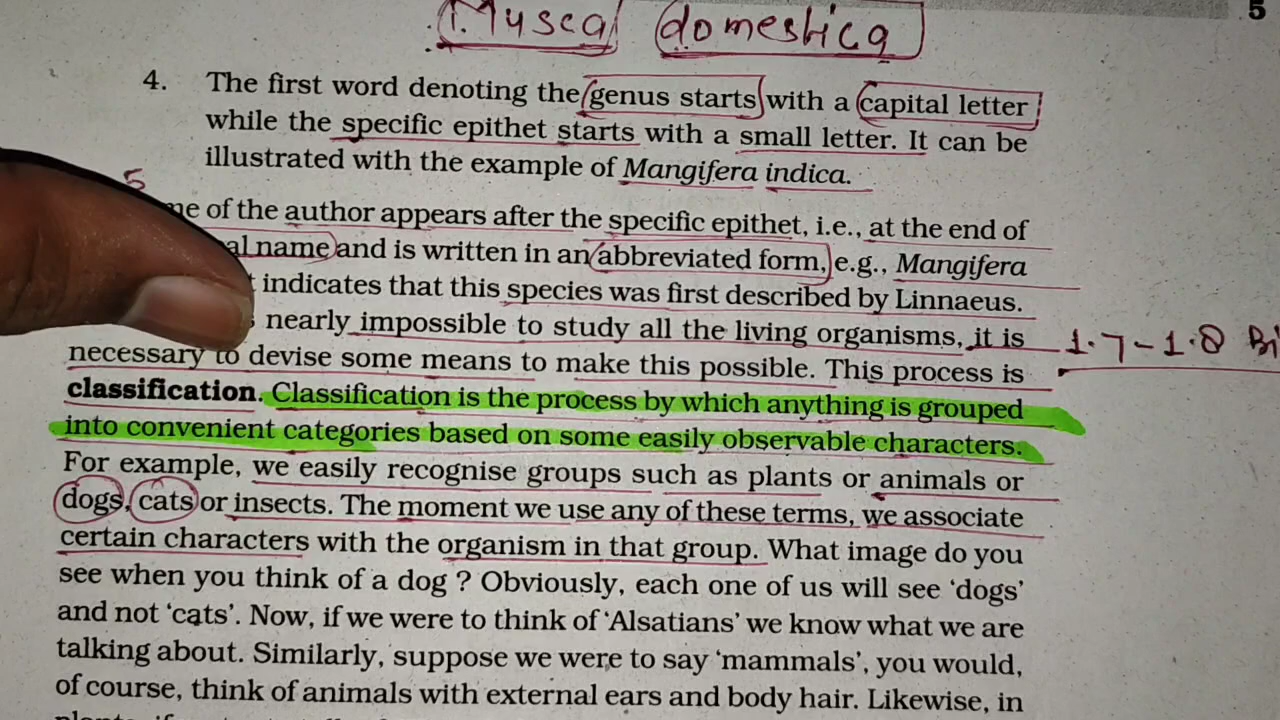 5
Musca domestica
4. The first word denoting the genus starts with a capital letter
while the specific epithet starts with a small letter. It can be
illustrated with the example of Mangifera indica.
5
of the author appears after the specific epithet, i.e., at the end of
name and is written in an abbreviated form, e.g., Mangifera
indicates that this species was first described by Linnaeus.
nearly impossible to study all the living organisms, it is
1.7-1.8
necessary to devise some means to make this possible. This process is
classification. Classification is the process by which anything is grouped
into convenient categories based on some easily observable characters.
For example, we easily recognise groups such as plants or animals or
dogs, cats or insects. The moment we use any of these terms, we associate
certain characters with the organism in that group. What image do you
see when you think of a dog ? Obviously, each one of us will see ‘dogs’
and not ‘cats’. Now, if we were to think of ‘Alsatians’ we know what we are
talking about. Similarly, suppose we were to say ‘mammals’, you would,
of course, think of animals with external ears and body hair. Likewise, in